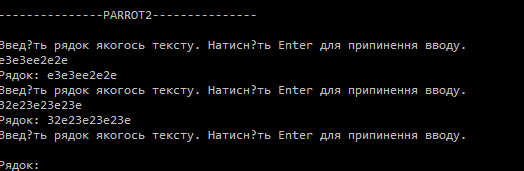 ---------------PARROT2---------------
Введ?ть рядок якогось тексту. Натисн?ть Enter для припинення вводу.
e3e3ee2e2e
Рядок: e3e3ee2e2e
Введ?ть рядок якогось тексту. Натисн?ть Enter для припинення вводу.
32e23e23e23e
Рядок: 32e23e23e23e
Введ?ть рядок якогось тексту. Натисн?ть Enter для припинення вводу.
Рядок: